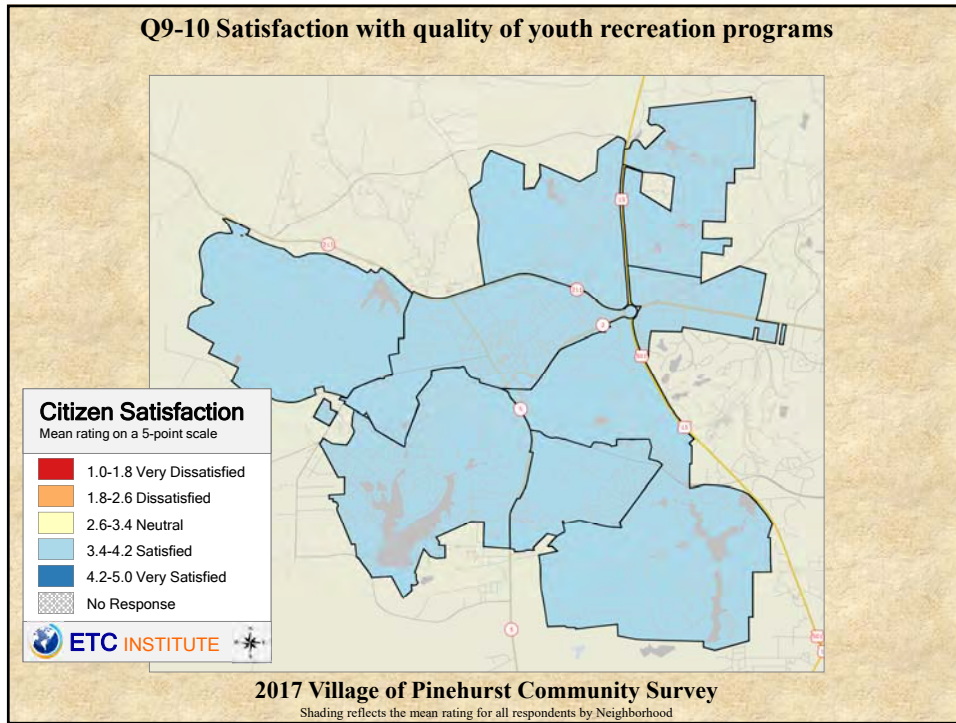 Q9-10 Satisfaction with quality of youth recreation programs
Citizen Satisfaction
Mean rating on a 5-point scale
1.0-1.8 Very Dissatisfied
1.8-2.6 Dissatisfied
2.6-3.4 Neutral
3.4-4.2 Satisfied
4.2-5.0 Very Satisfied
No Response
ETC INSTITUTE
5
5
2017 Village of Pinehurst Community Survey
Shading reflects the mean rating for all respondents by Neighborhood